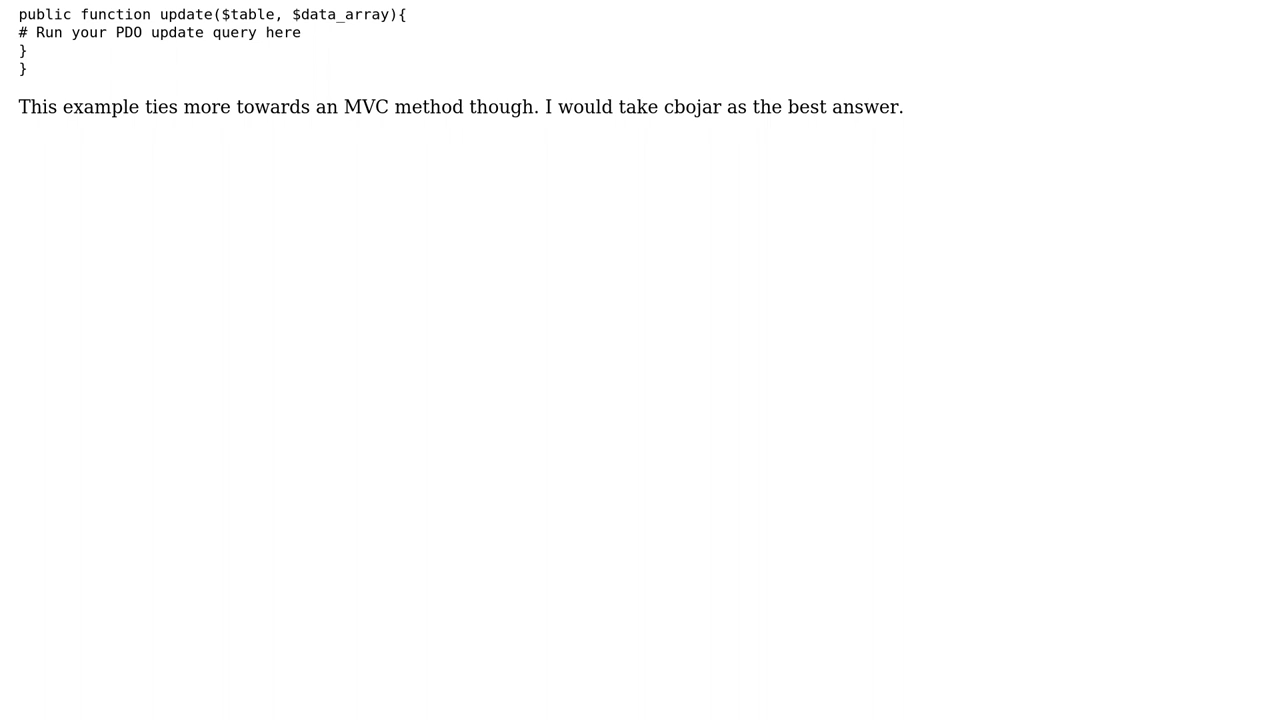 public function update($table, $data_array){
# Run your PDO update query here
}
}
This example ties more towards an MVC method though. I would take cbojar as the best answer.